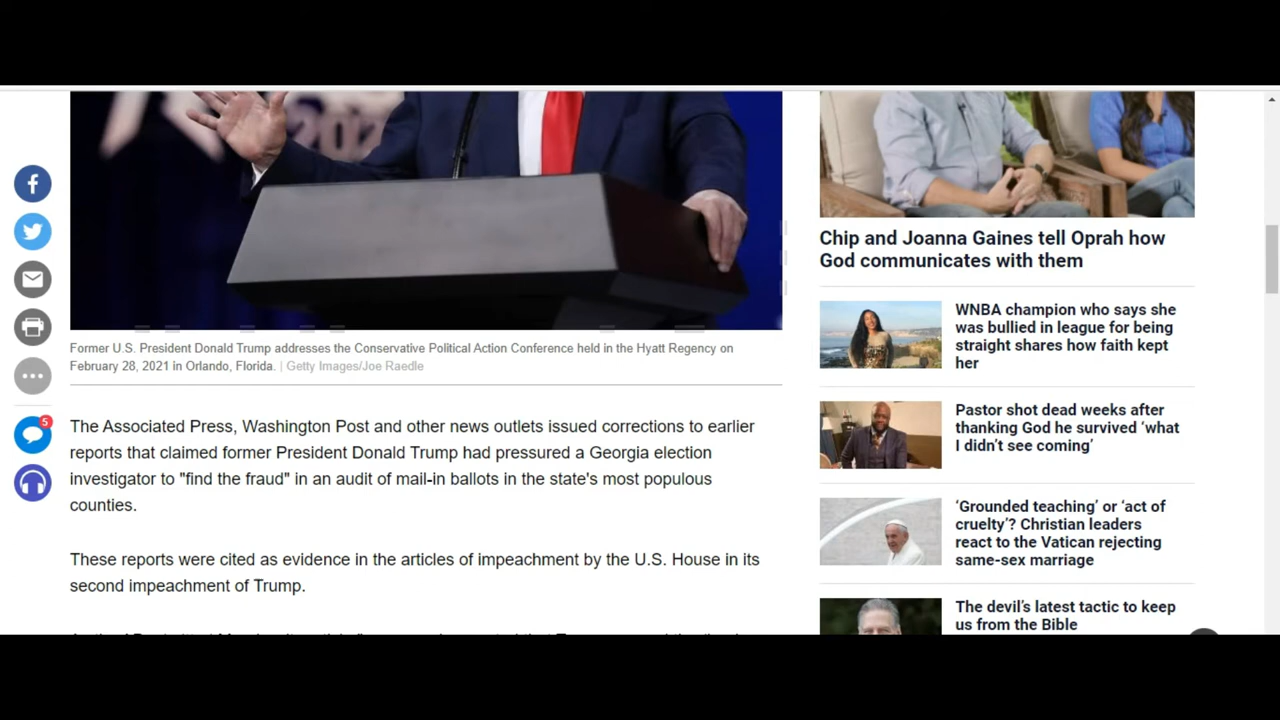 202
Former U.S. President Donald Trump addresses the Conservative Political Action Conference held in the Hyatt Regency on
February 28, 2021 in Orlando, Florida. | Getty Images/Joe Raedle
5
The Associated Press, Washington Post and other news outlets issued corrections to earlier
reports that claimed former President Donald Trump had pressured a Georgia election
investigator to "find the fraud" in an audit of mail-in ballots in the state's most populous
counties.
These reports were cited as evidence in the articles of impeachment by the U.S. House in its
second impeachment of Trump.
Chip and Joanna Gaines tell Oprah how
God communicates with them
WNBA champion who says she
was bullied in league for being
straight shares how faith kept
her
Pastor shot dead weeks after
thanking God he survived ‘what
I didn’t see coming’
‘Grounded teaching’ or ‘act of
cruelty’? Christian leaders
react to the Vatican rejecting
same-sex marriage
The devil’s latest tactic to keep
us from the Bible